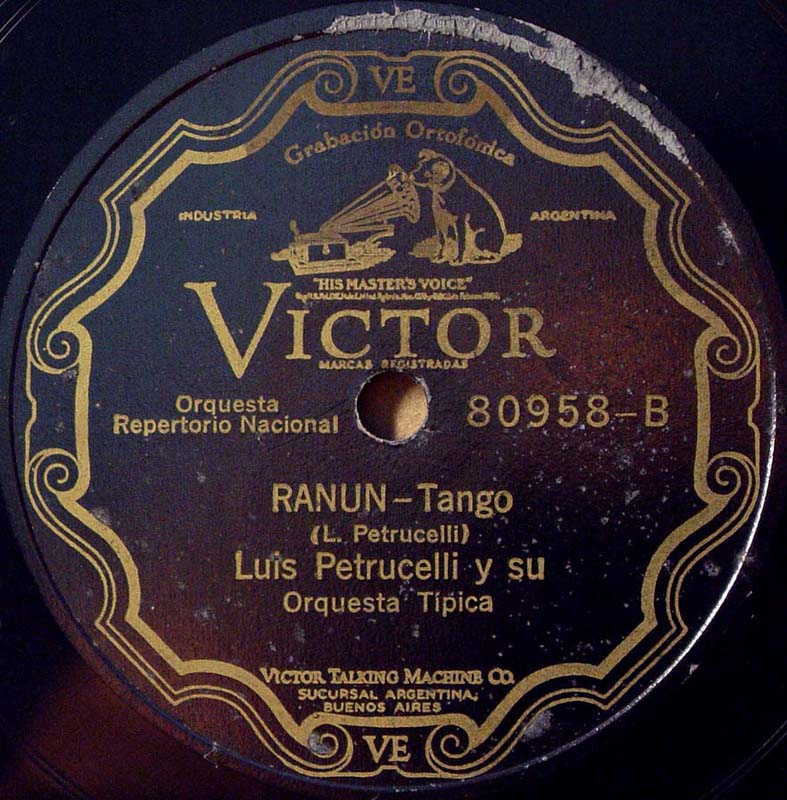 VE
Grabación Ortofónica
INDUSTRIA
ARGENTINA
"HIS MASTER'S VOICE"
VICTOR
MARCAS REGISTRADAS
Orquesta
Repertorio Nacional
80958-B
RANUN-Tango
(L. Petrucelli)
Luis Petrucelli y su
Orquesta Típica
VICTOR TALKING MACHINE CO.
SUCURSAL ARGENTINA,
BUENOS AIRES
VE